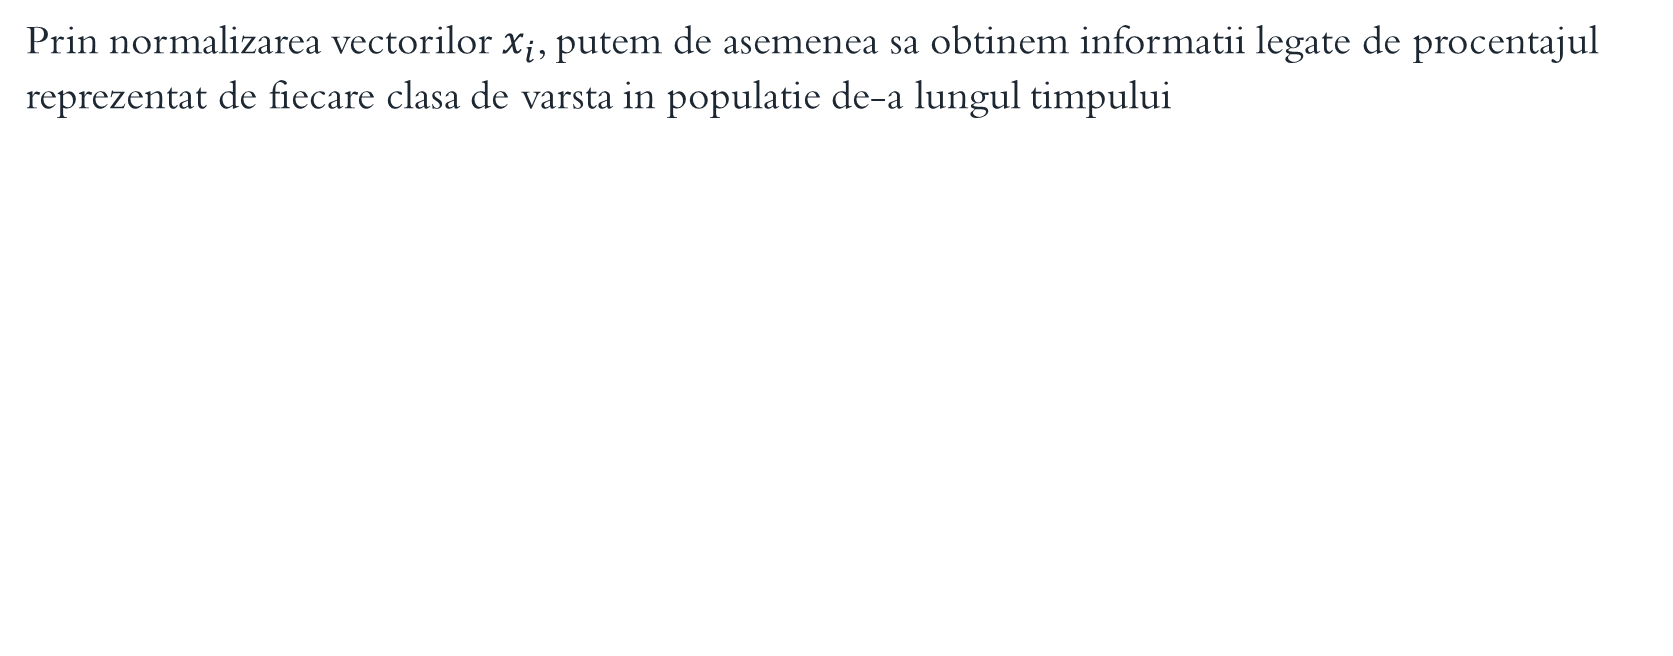 Prin normalizarea vectorilor $x_i$, putem de asemenea sa obtinem informatii legate de procentajul
reprezentat de fiecare clasa de varsta in populatie de-a lungul timpului